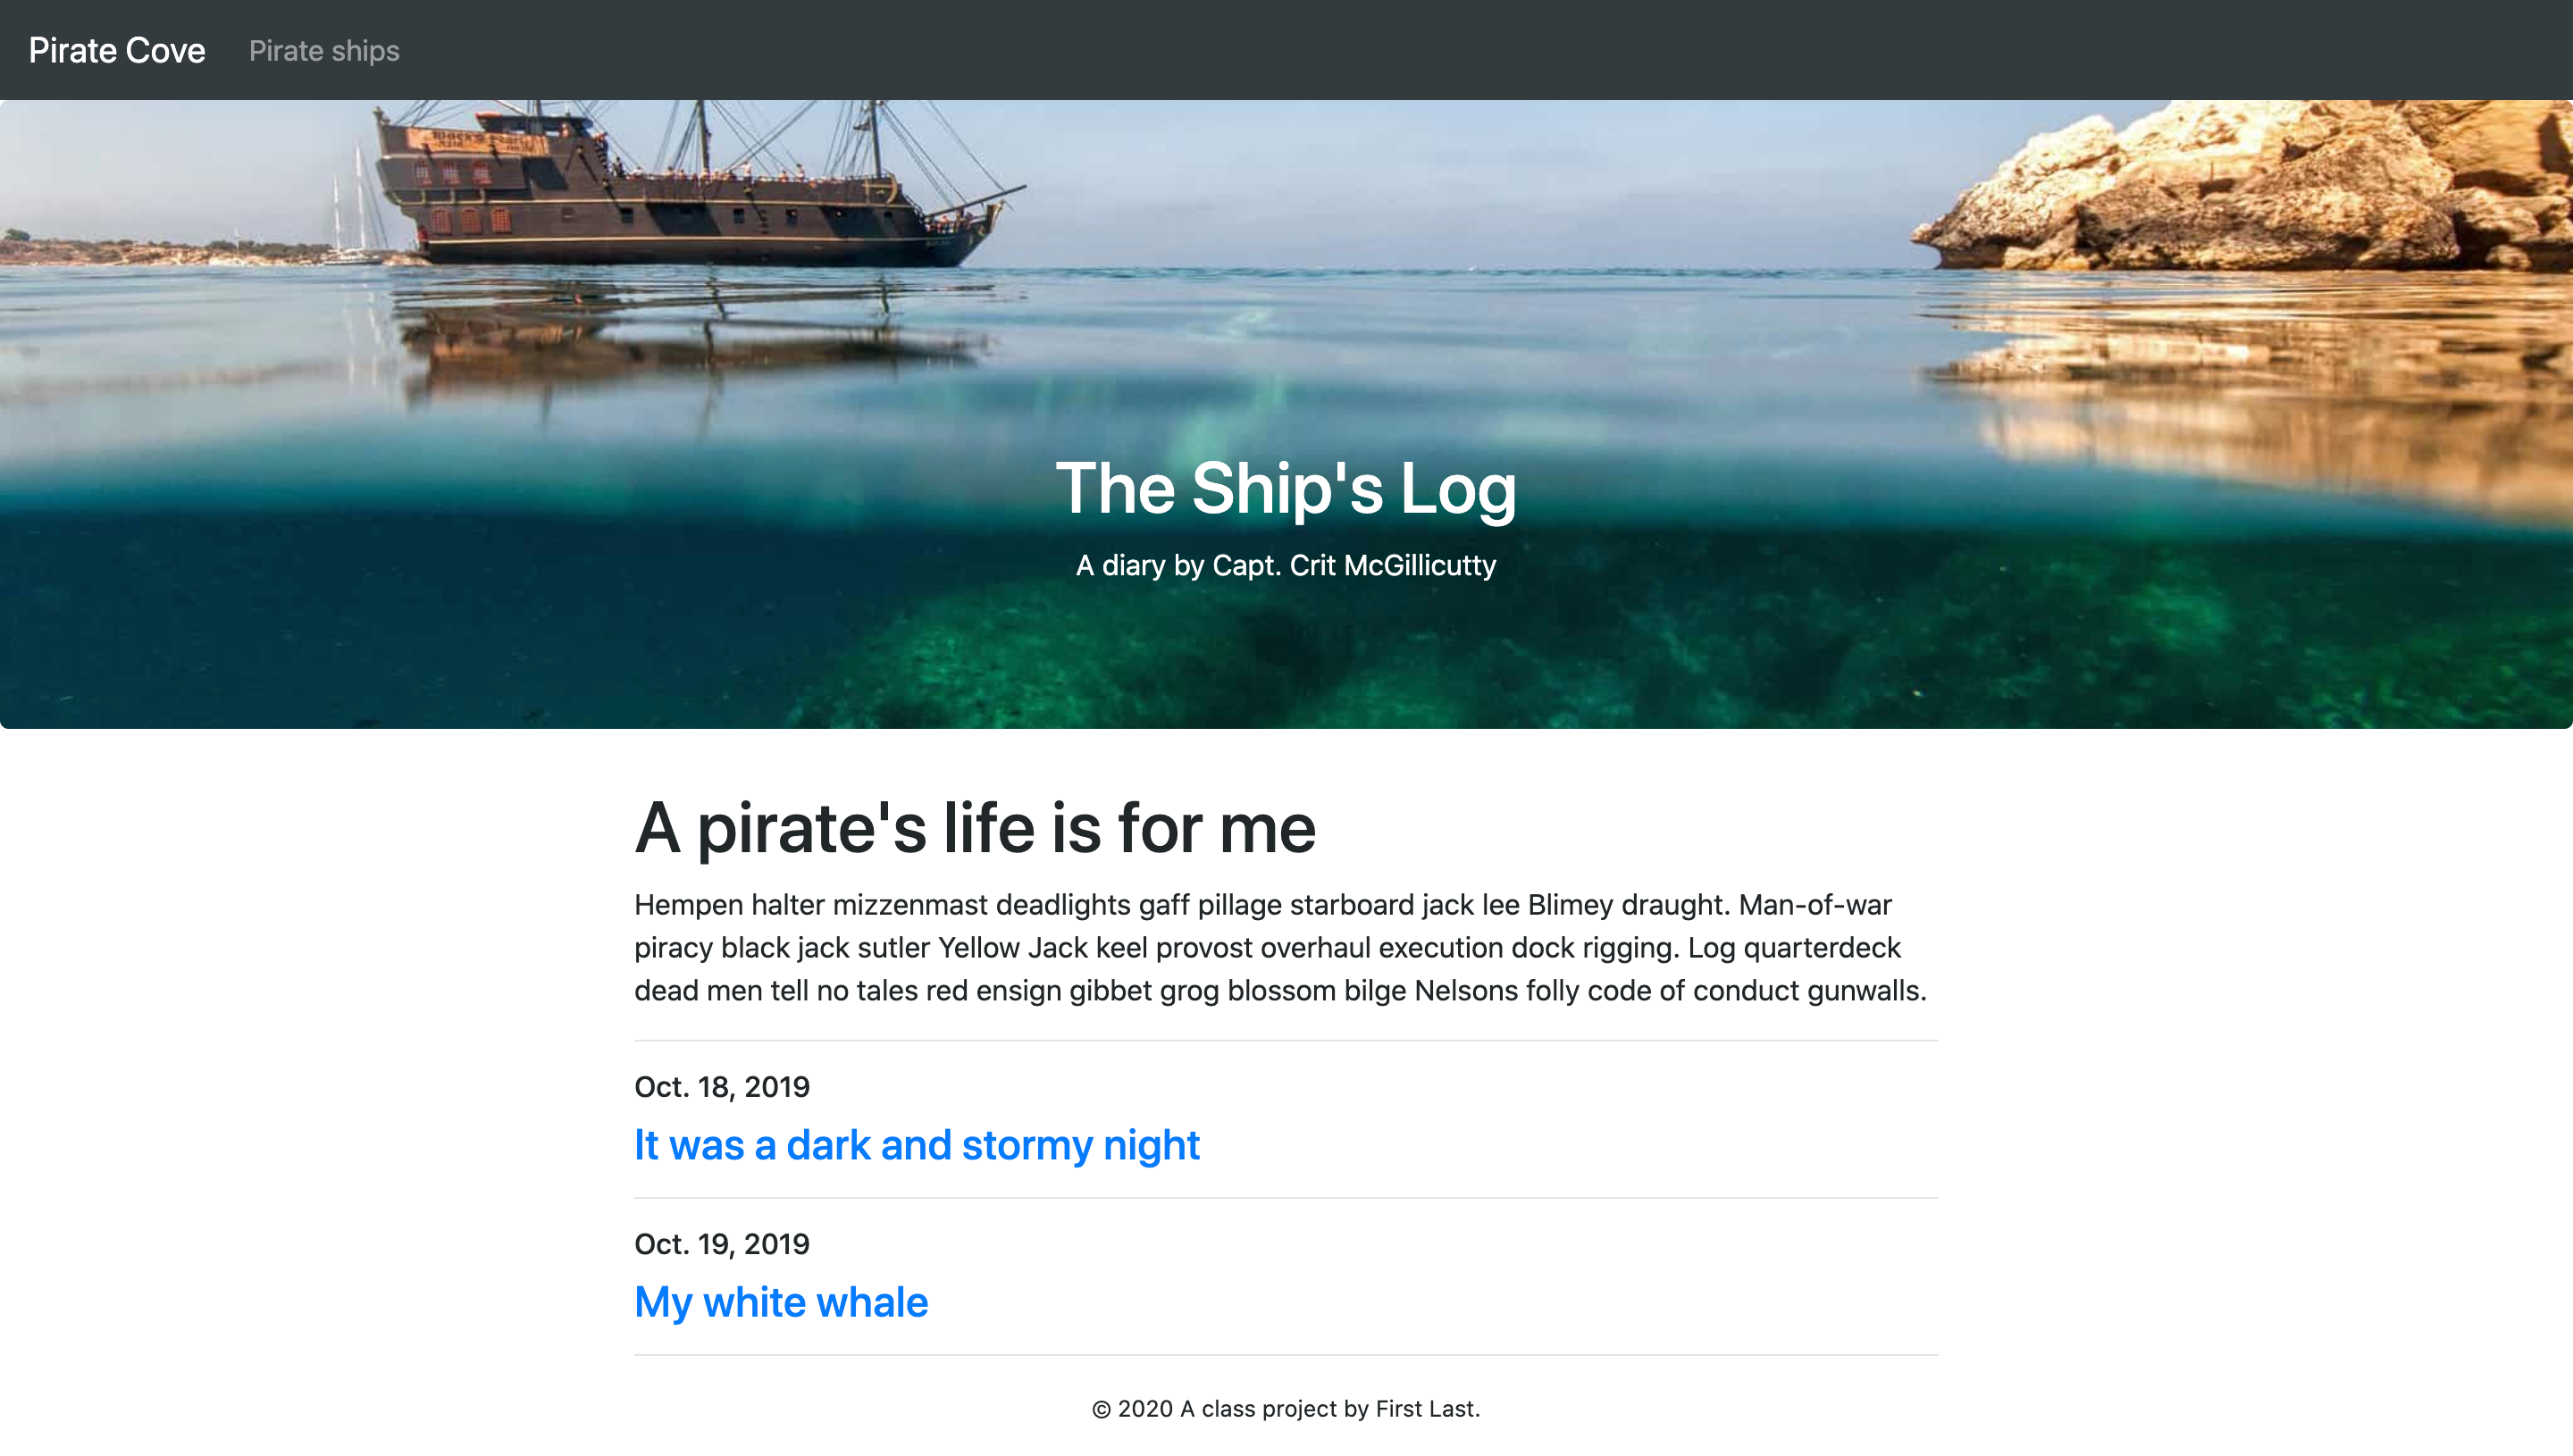 Pirate Cove Pirate ships
The Ship's Log
A diary by Capt. Crit McGillicutty
A pirate's life is for me
Hempen halter mizzenmast deadlights gaff pillage starboard jack lee Blimey draught. Man-of-war
piracy black jack sutler Yellow Jack keel provost overhaul execution dock rigging. Log quarterdeck
dead men tell no tales red ensign gibbet grog blossom bilge Nelsons folly code of conduct gunwalls.
Oct. 18, 2019
It was a dark and stormy night
Oct. 19, 2019
My white whale
© 2020 A class project by First Last.